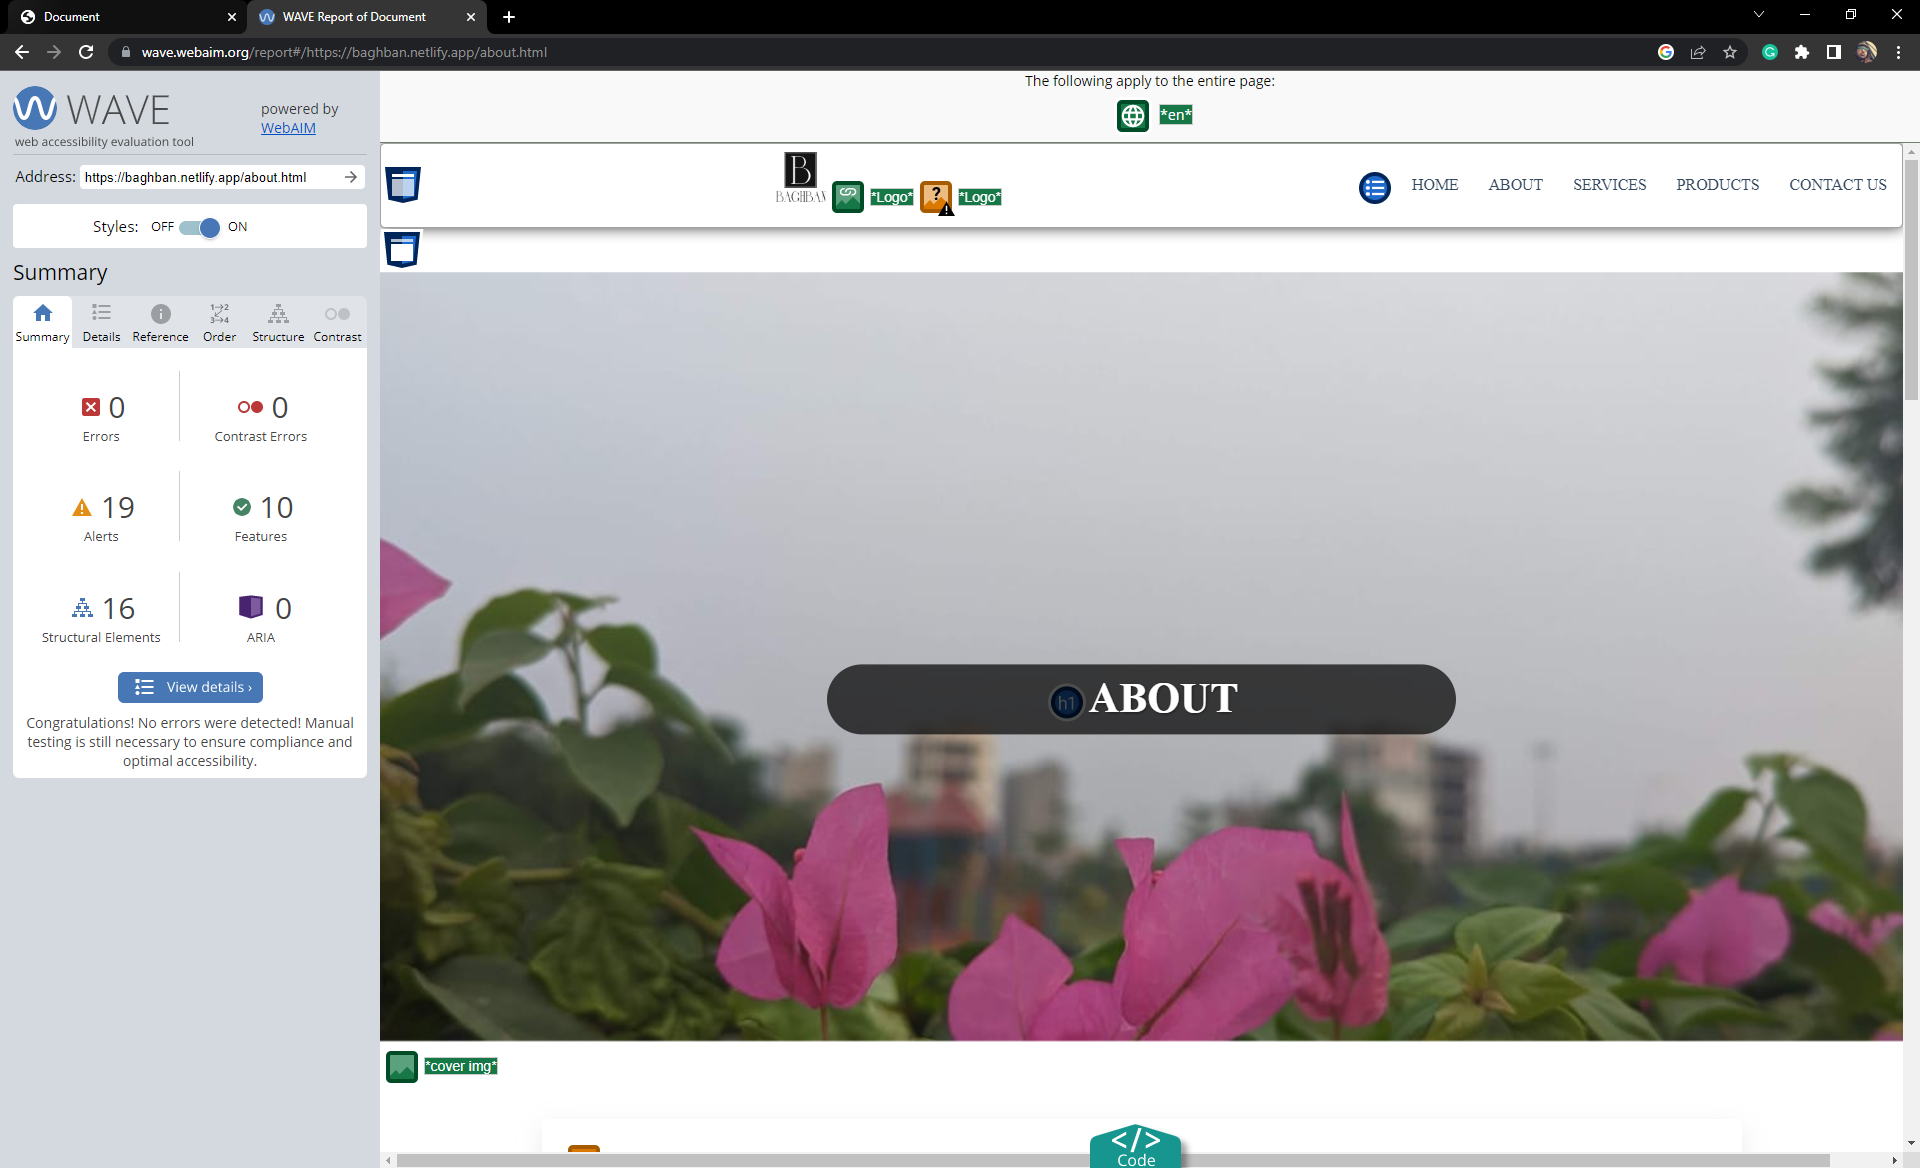 Document
WAVE Report of Document
wave.webaim.org/report#/https://baghban.netlify.app/about.html
WAVE
web accessibility evaluation tool
powered by
WebAIM
Address:
https://baghban.netlify.app/about.html
Styles: OFF ON
Summary
Summary Details Reference Order Structure Contrast
0
Errors
0
Contrast Errors
19
Alerts
10
Features
16
Structural Elements
0
ARIA
View details ›
Congratulations! No errors were detected! Manual
testing is still necessary to ensure compliance and
optimal accessibility.
The following apply to the entire page:
*en*
B
BAGHBAN
*Logo*
*Logo*
HOME ABOUT SERVICES PRODUCTS CONTACT US
h1 ABOUT
*cover img*
</>
Code